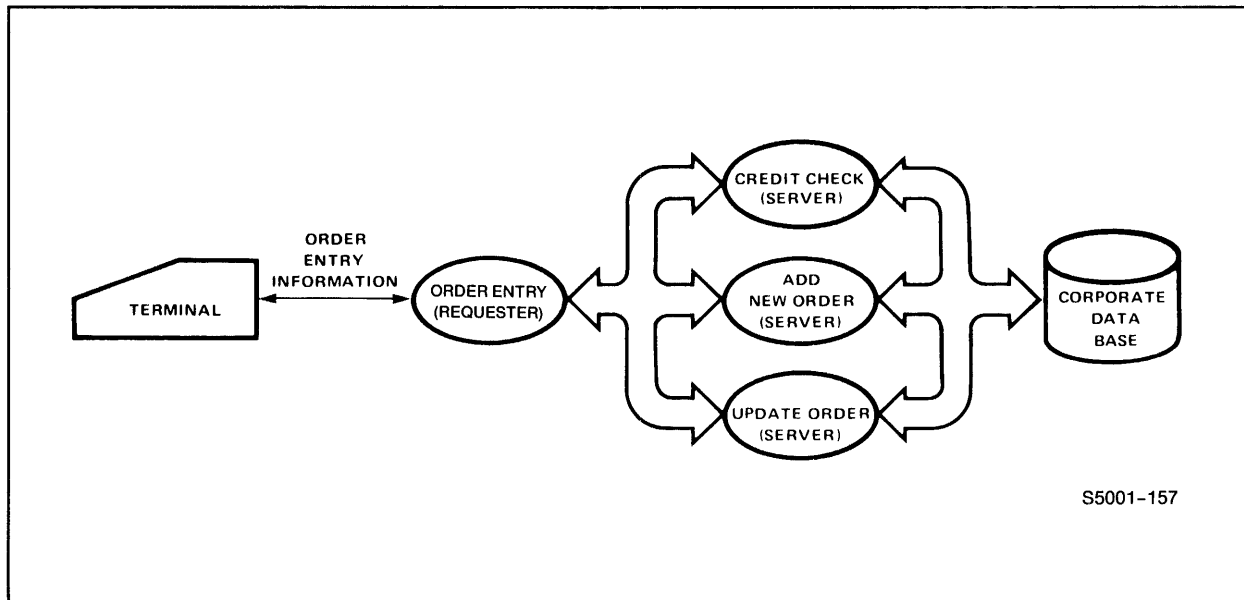 TERMINAL
ORDER
ENTRY
INFORMATION
ORDER ENTRY
(REQUESTER)
CREDIT CHECK
(SERVER)
ADD
NEW ORDER
(SERVER)
UPDATE ORDER
(SERVER)
CORPORATE
DATA
BASE
S5001-157